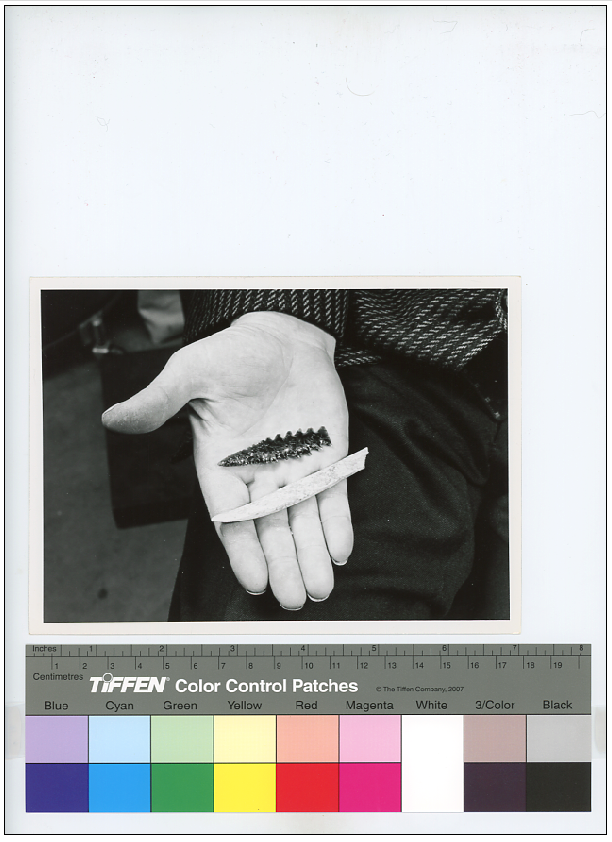 Inches 1 2 3 4 5 6 7 8
1 2 3 4 5 6 7 8 9 10 11 12 13 14 15 16 17 18 19
Centimetres
TIFFEN® Color Control Patches © The Tiffen Company, 2007
Blue Cyan Green Yellow Red Magenta White 3/Color Black